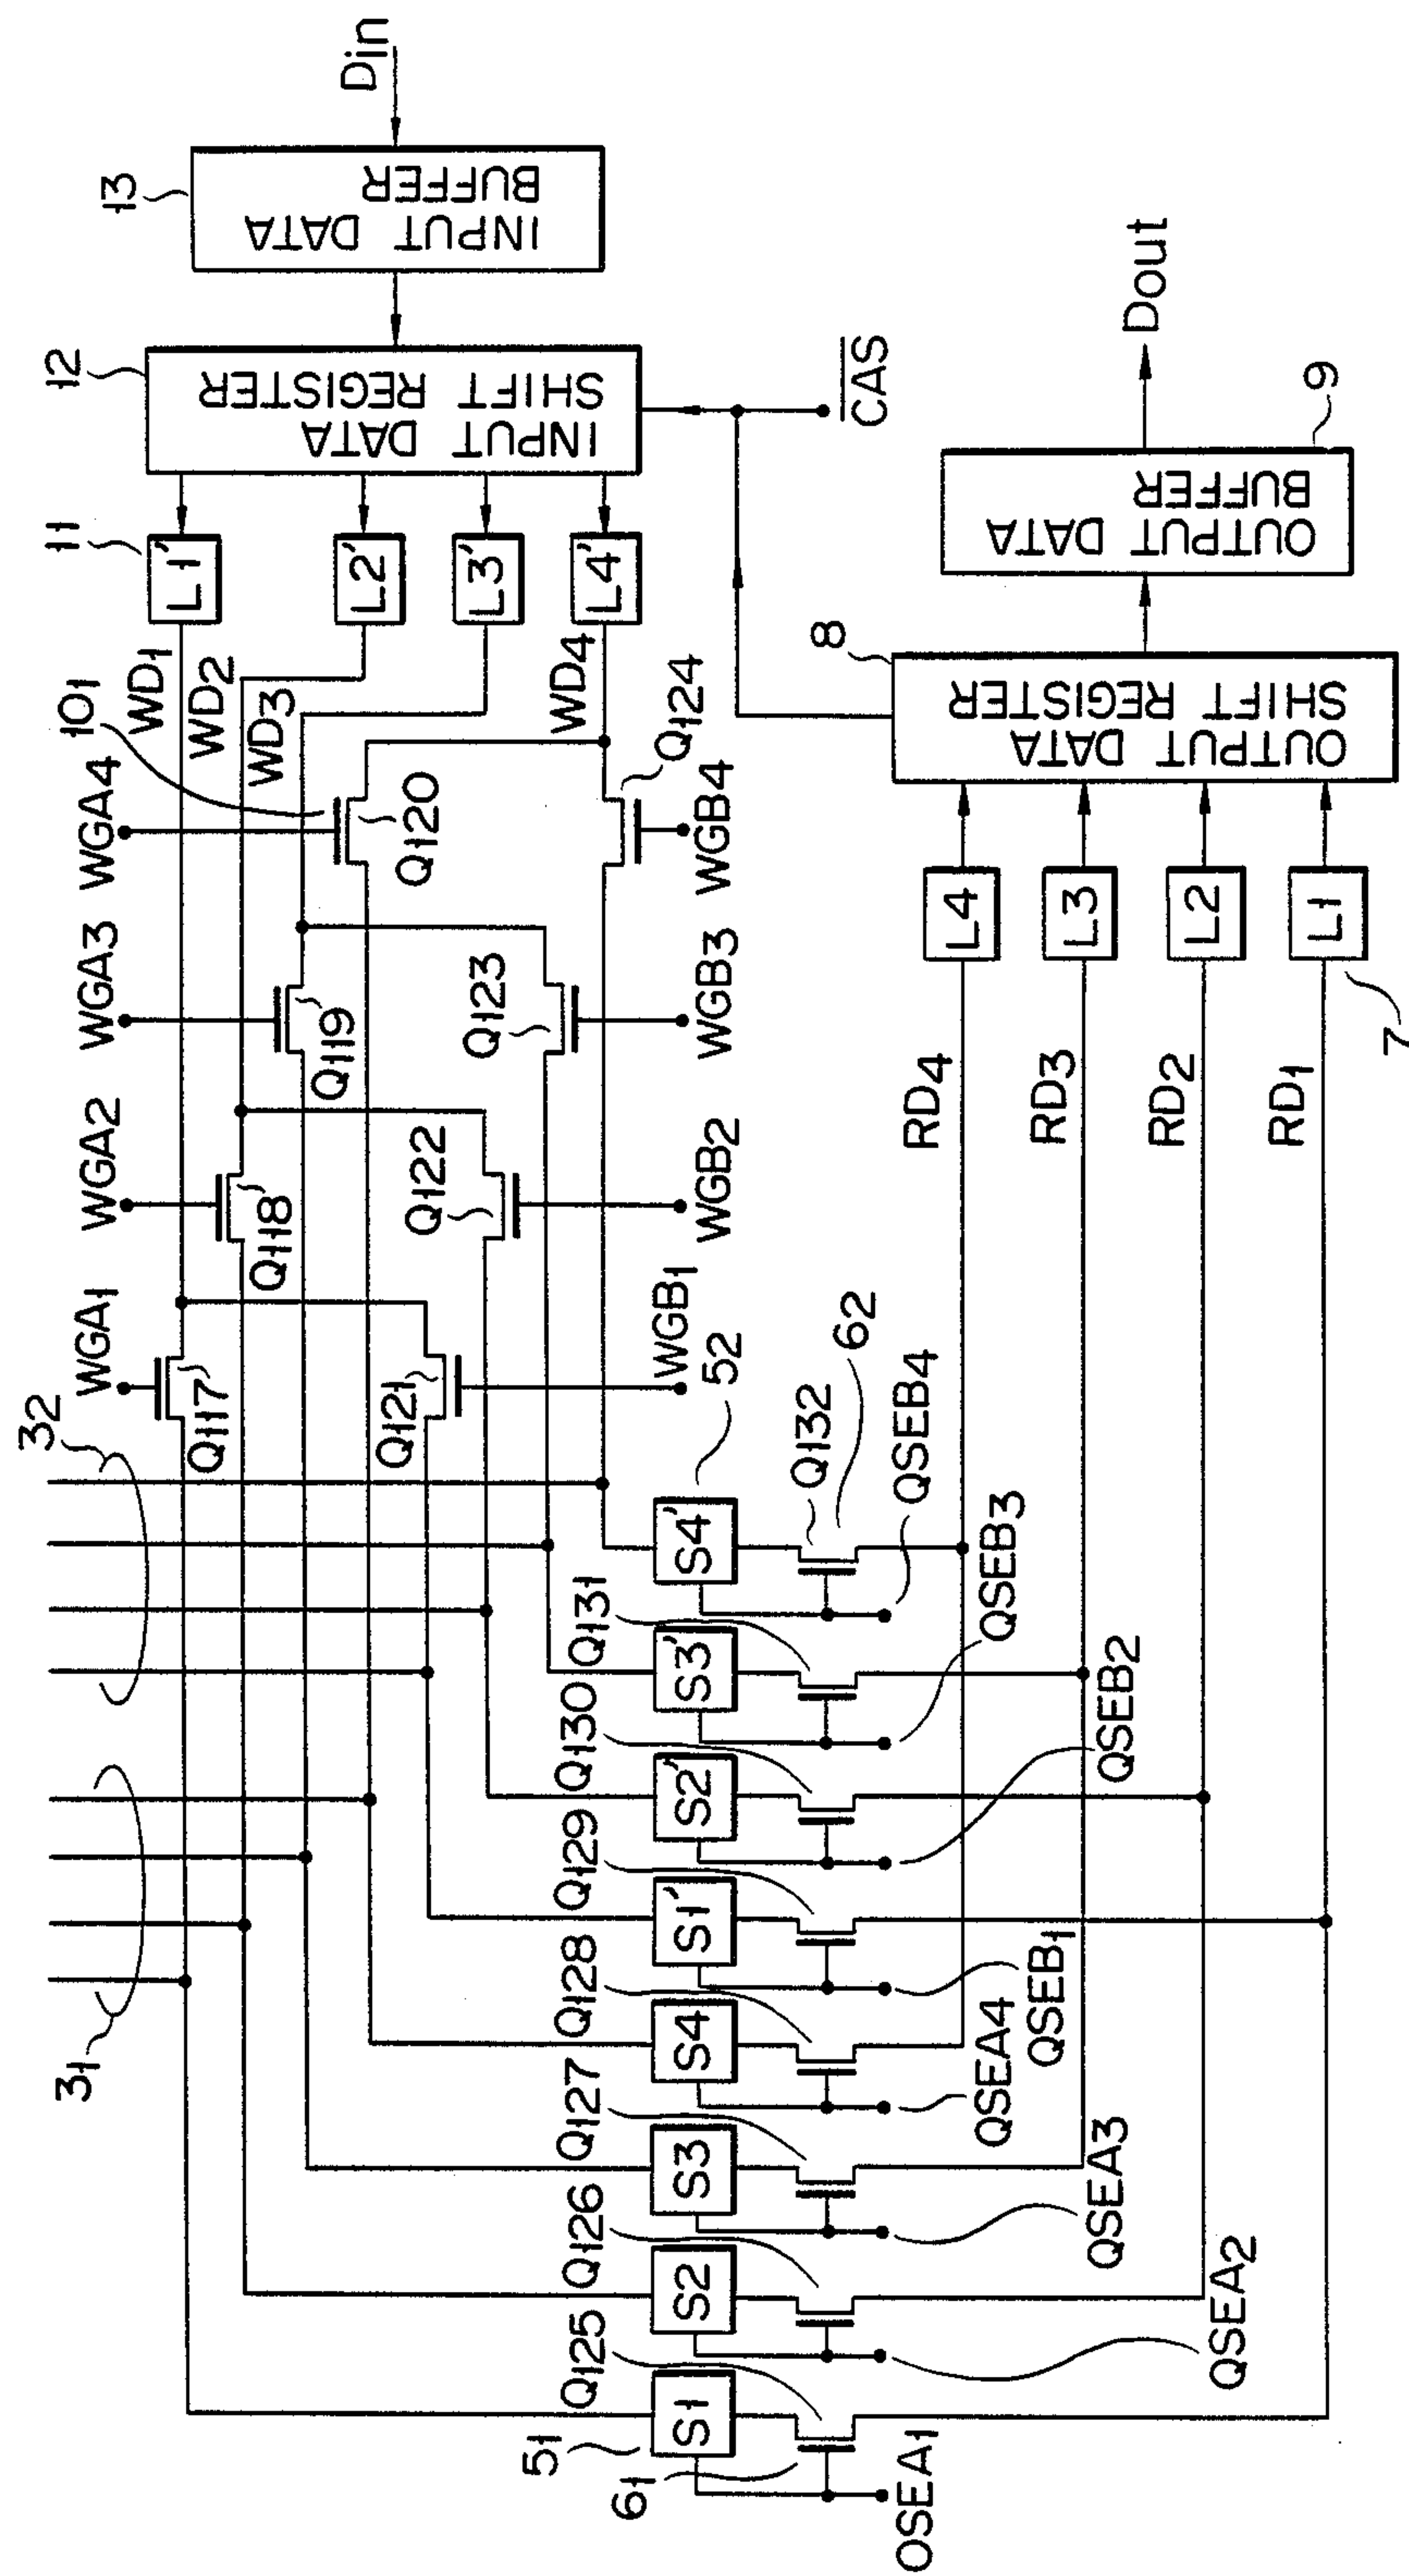 Din
13
INPUT DATA
BUFFER
12
INPUT DATA
SHIFT REGISTER
CAS
11
L1'
L2'
L3'
L4'
WD1
WD2
WD3
WD4
101
WGA4
WGA3
WGA2
WGA1
Q120
Q119
Q118
Q117
Q124
Q123
Q122
Q121
WGB4
WGB3
WGB2
WGB1
32
31
Dout
9
OUTPUT DATA
BUFFER
8
OUTPUT DATA
SHIFT REGISTER
L4
L3
L2
L1
7
RD4
RD3
RD2
RD1
52
62
S4'
S3'
S2'
S1'
S4
S3
S2
S1
51
61
Q132
Q131
Q130
Q129
Q128
Q127
Q126
Q125
QSEB4
QSEB3
QSEB2
QSEB1
QSEA4
QSEA3
QSEA2
OSEA1